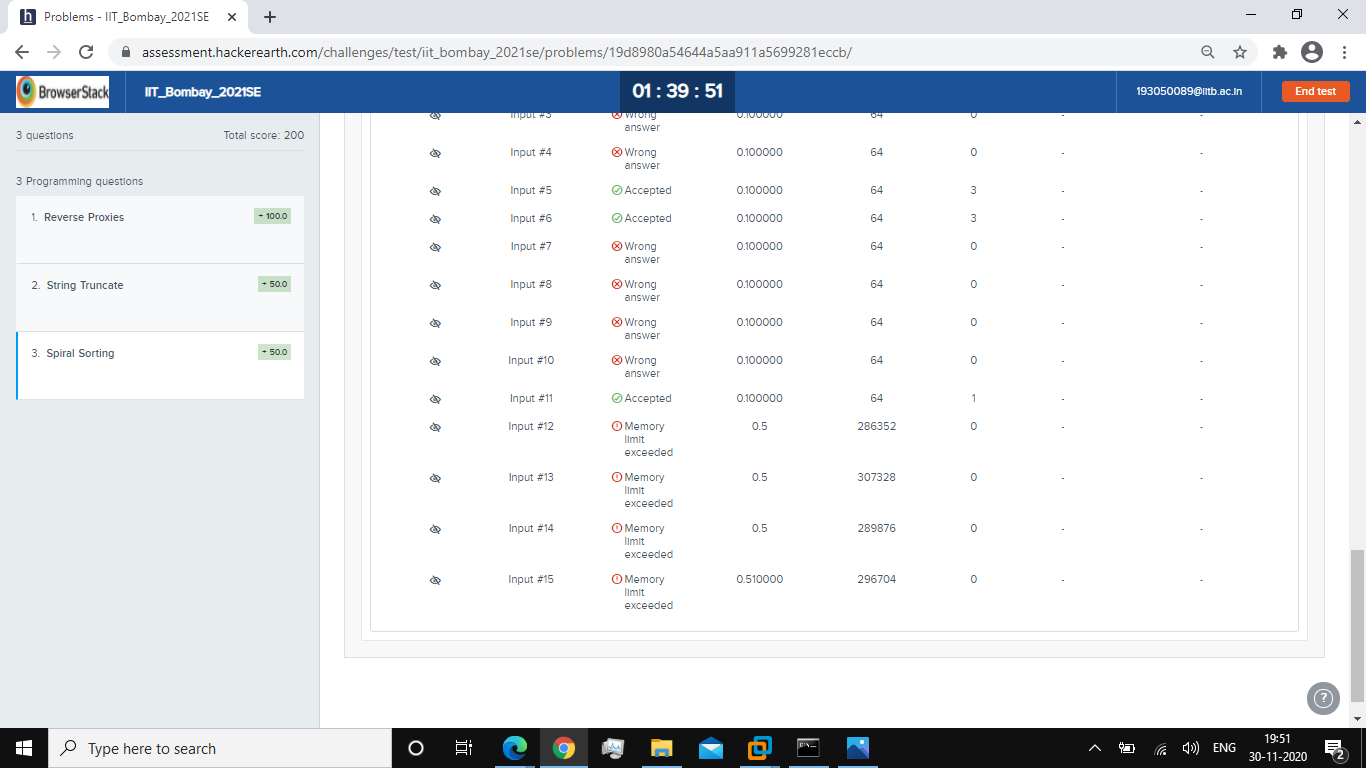 Problems - IIT_Bombay_2021SE
assessment.hackerearth.com/challenges/test/iit_bombay_2021se/problems/19d8980a54644a5aa911a5699281eccb/
BrowserStack
IIT_Bombay_2021SE
01 : 39 : 51
193050089@iitb.ac.in
End test
3 questions
Total score: 200
3 Programming questions
1. Reverse Proxies
+ 100.0
2. String Truncate
+ 50.0
3. Spiral Sorting
+ 50.0
Input #3 Wrong answer 0.100000 64 0 - -
Input #4 Wrong answer 0.100000 64 0 - -
Input #5 Accepted 0.100000 64 3 - -
Input #6 Accepted 0.100000 64 3 - -
Input #7 Wrong answer 0.100000 64 0 - -
Input #8 Wrong answer 0.100000 64 0 - -
Input #9 Wrong answer 0.100000 64 0 - -
Input #10 Wrong answer 0.100000 64 0 - -
Input #11 Accepted 0.100000 64 1 - -
Input #12 Memory limit exceeded 0.5 286352 0 - -
Input #13 Memory limit exceeded 0.5 307328 0 - -
Input #14 Memory limit exceeded 0.5 289876 0 - -
Input #15 Memory limit exceeded 0.510000 296704 0 - -
?
Type here to search
ENG
19:51
30-11-2020
2